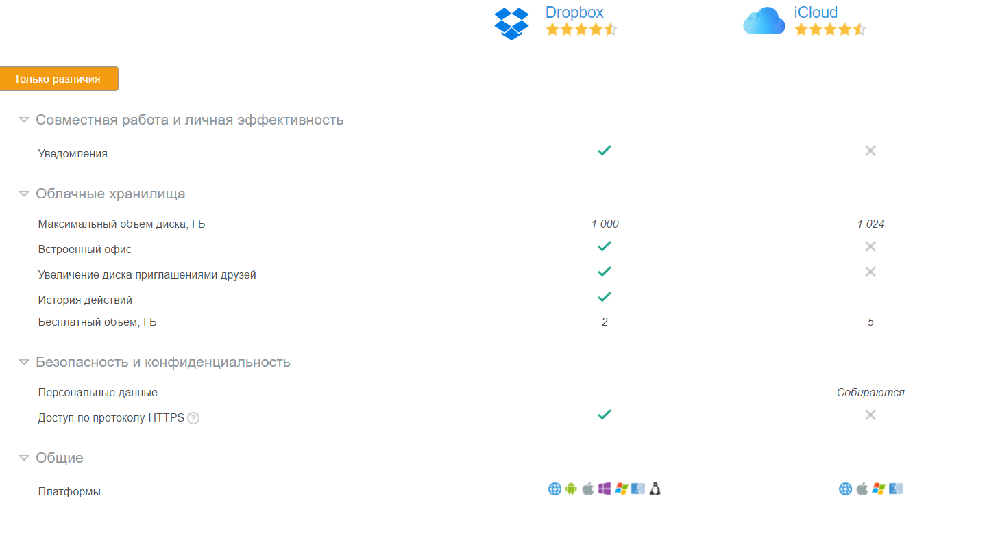 Dropbox
iCloud
Только различия
Совместная работа и личная эффективность
Уведомления
Облачные хранилища
Максимальный объем диска, ГБ 1 000 1 024
Встроенный офис
Увеличение диска приглашениями друзей
История действий
Бесплатный объем, ГБ 2 5
Безопасность и конфиденциальность
Персональные данные Собираются
Доступ по протоколу HTTPS ?
Общие
Платформы